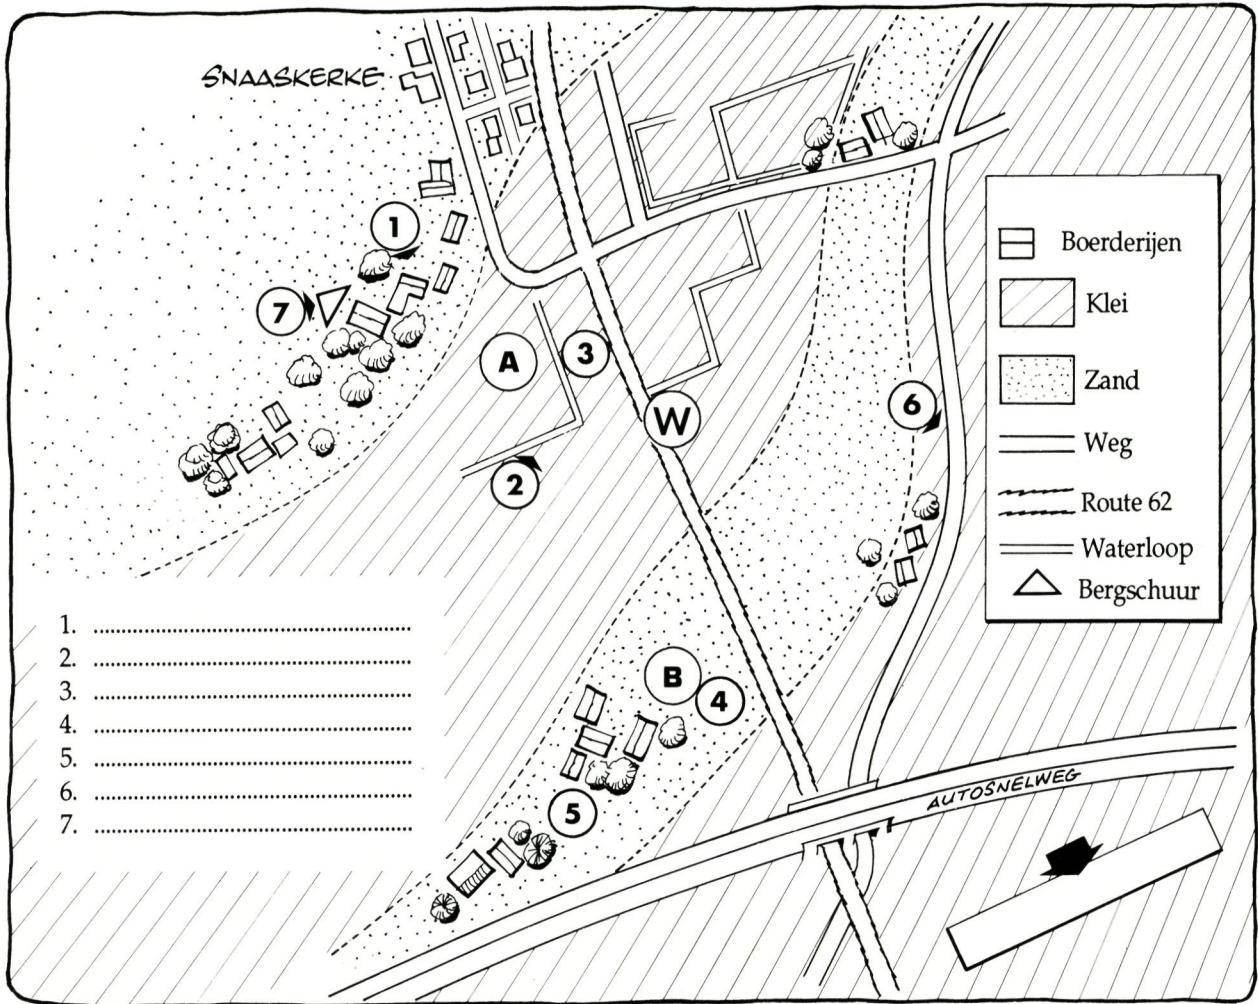 SNAASKERKE
1
7
A
3
W
2
6
B
4
5
Boerderijen
Klei
Zand
Weg
Route 62
Waterloop
Bergschuur
1. ........................................................
2. ........................................................
3. ........................................................
4. ........................................................
5. ........................................................
6. ........................................................
7. ........................................................
AUTOSNELWEG